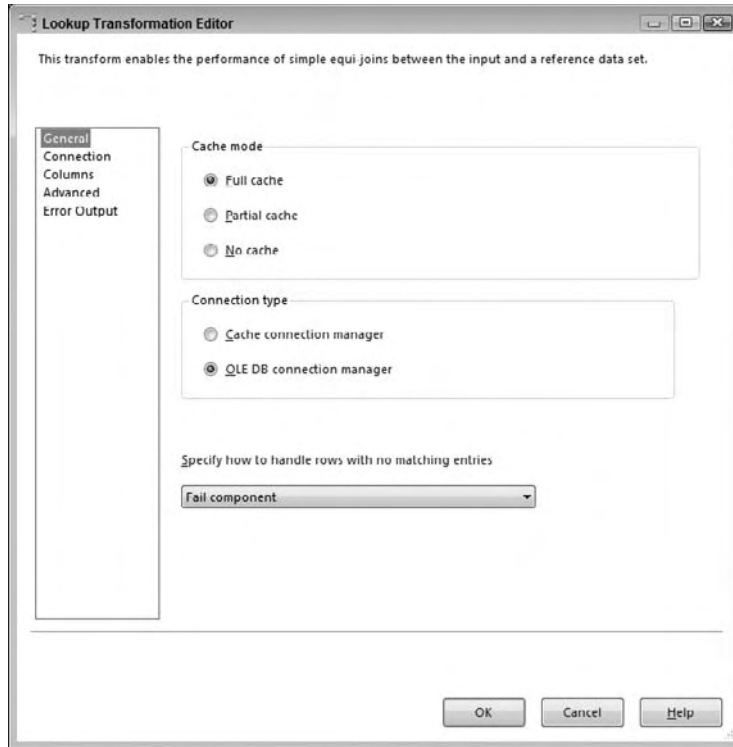 Lookup Transformation Editor
This transform enables the performance of simple equi joins between the input and a reference data set.
General
Connection
Columns
Advanced
Error Output
Cache mode
Full cache
Partial cache
No cache
Connection type
Cache connection manager
OLE DB connection manager
Specify how to handle rows with no matching entries
Fail component
OK
Cancel
Help